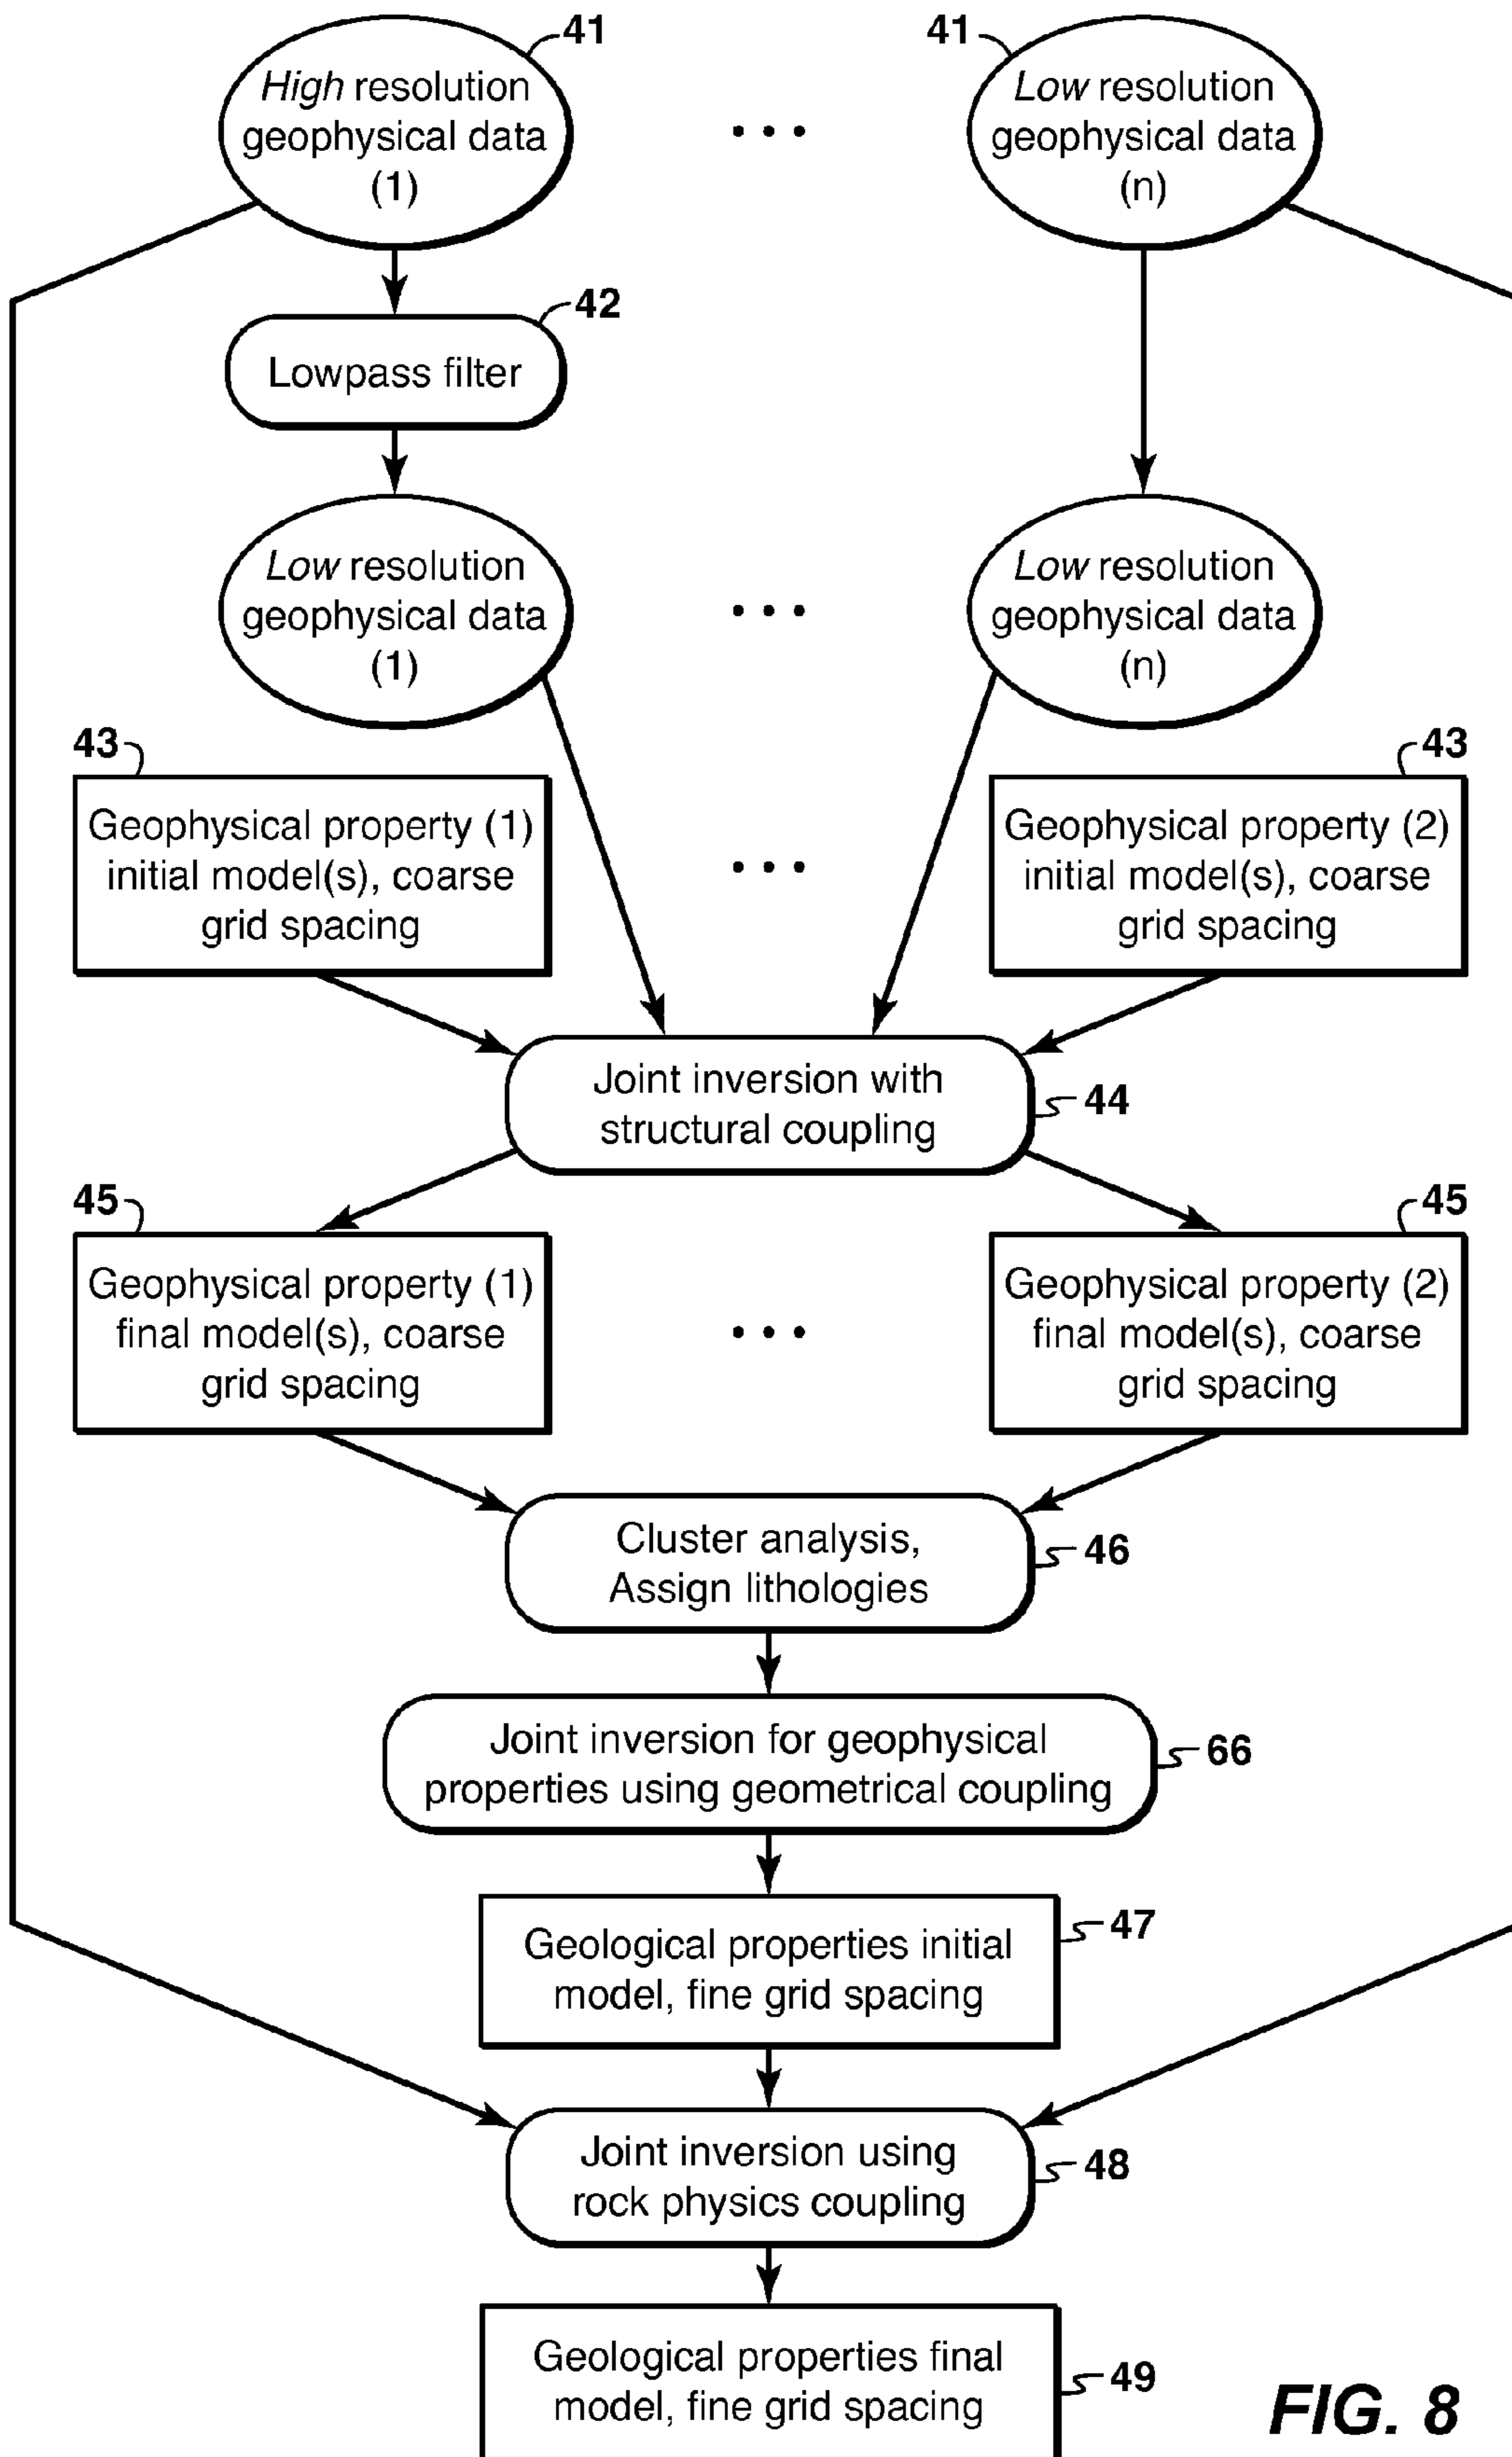 41
41
High resolution
geophysical data
(1)
• • •
Low resolution
geophysical data
(n)
42
Lowpass filter
Low resolution
geophysical data
(1)
• • •
Low resolution
geophysical data
(n)
43
43
Geophysical property (1)
initial model(s), coarse
grid spacing
• • •
Geophysical property (2)
initial model(s), coarse
grid spacing
Joint inversion with
structural coupling
44
45
45
Geophysical property (1)
final model(s), coarse
grid spacing
• • •
Geophysical property (2)
final model(s), coarse
grid spacing
Cluster analysis,
Assign lithologies
46
Joint inversion for geophysical
properties using geometrical coupling
66
Geological properties initial
model, fine grid spacing
47
Joint inversion using
rock physics coupling
48
Geological properties final
model, fine grid spacing
49
FIG. 8